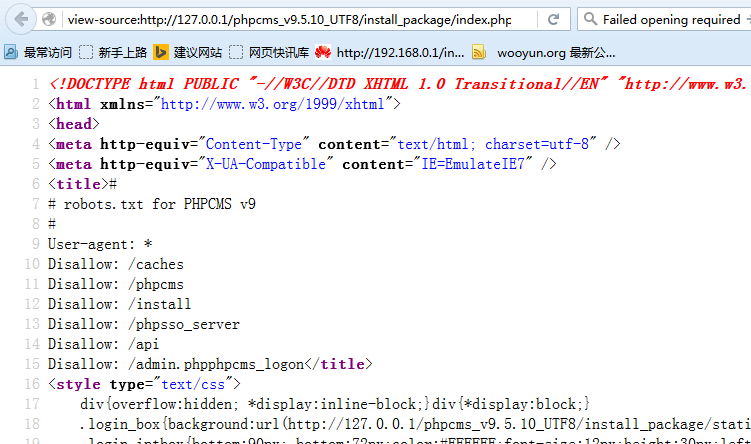 view-source:http://127.0.0.1/phpcms_v9.5.10_UTF8/install_package/index.php
Failed opening required
最常访问 新手上路 建议网站 网页快讯库 http://192.168.0.1/in... wooyun.org 最新公...
1 <!DOCTYPE html PUBLIC "-//W3C//DTD XHTML 1.0 Transitional//EN" "http://www.w3.
2 <html xmlns="http://www.w3.org/1999/xhtml">
3 <head>
4 <meta http-equiv="Content-Type" content="text/html; charset=utf-8" />
5 <meta http-equiv="X-UA-Compatible" content="IE=EmulateIE7" />
6 <title>#
7 # robots.txt for PHPCMS v9
8 #
9 User-agent: *
10 Disallow: /caches
11 Disallow: /phpcms
12 Disallow: /install
13 Disallow: /phpsso_server
14 Disallow: /api
15 Disallow: /admin.phpphpcms_logon</title>
16 <style type="text/css">
17 div{overflow:hidden; *display:inline-block;}div{*display:block;}
18 .login_box{background:url(http://127.0.0.1/phpcms_v9.5.10_UTF8/install_package/stati